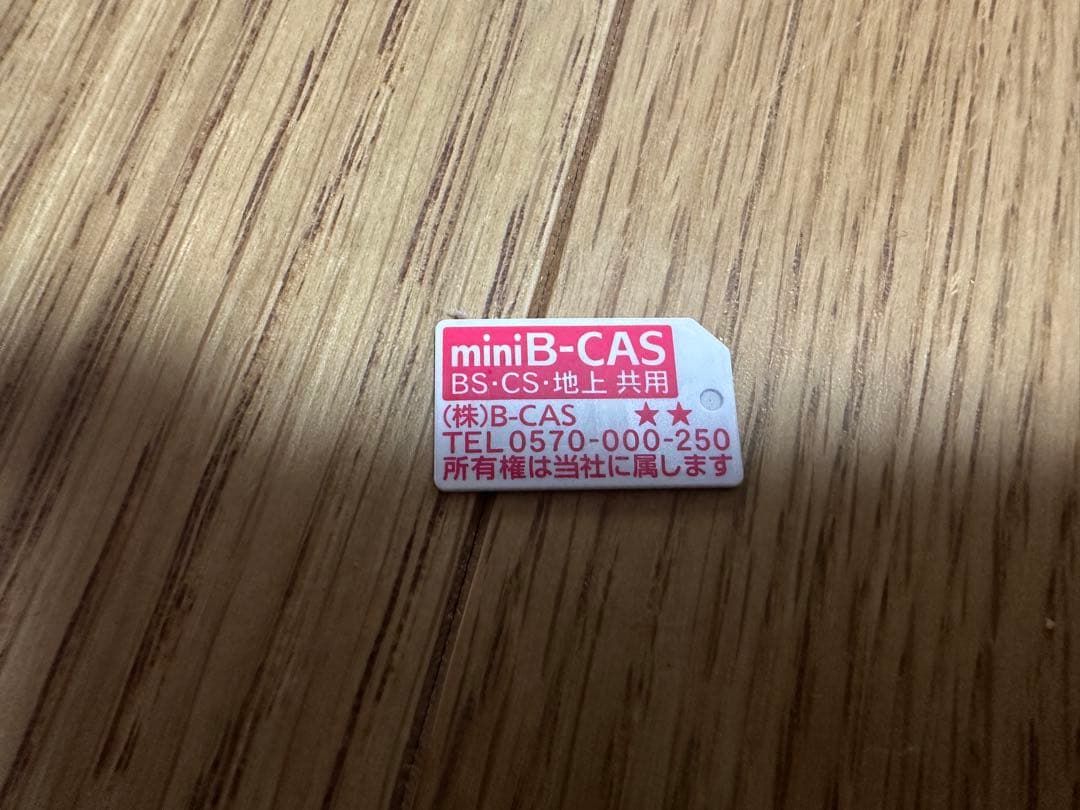 miniB-CAS
BS・CS・地上 共用
(株)B-CAS ★★
TEL 0570-000-250
所有権は当社に属します